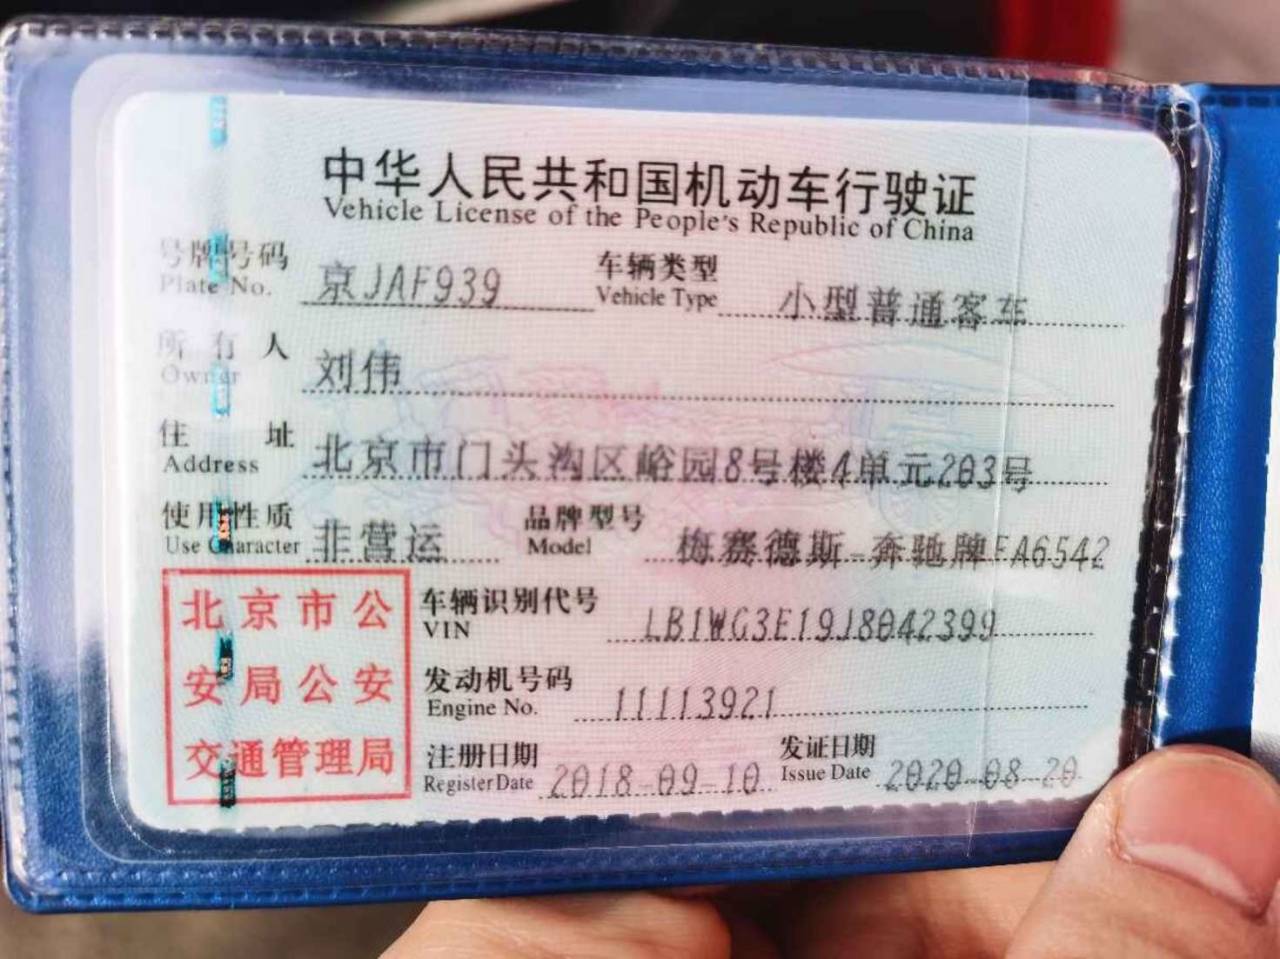 中华人民共和国机动车行驶证
Vehicle License of the People's Republic of China
号牌号码 京JAF939 车辆类型 小型普通客车
Plate No. Vehicle Type
所有人 刘伟
Owner
住址 北京市门头沟区峪园8号楼4单元203号
Address
使用性质 非营运 品牌型号 梅赛德斯-奔驰牌FA6542
Use Character Model
北京市公
安局公安
交通管理局
车辆识别代号 LB1WG3E19J8042399
VIN
发动机号码 11113921
Engine No.
注册日期 2018-09-10 发证日期 2020-08-20
Register Date Issue Date